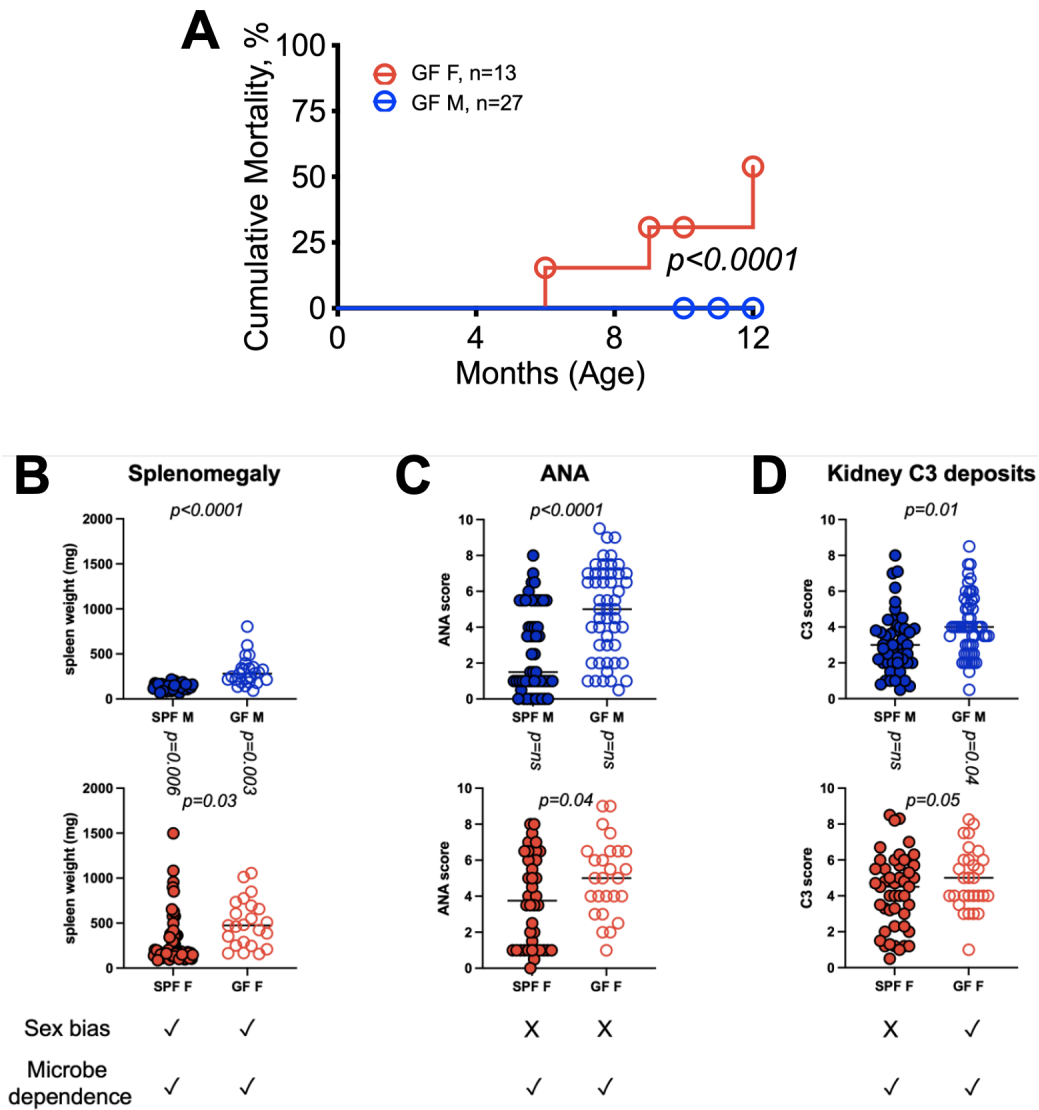 A
Cumulative Mortality, %
100
75
50
25
0
GF F, n=13
GF M, n=27
p<0.0001
0 4 8 12
Months (Age)
B
Splenomegaly
p<0.0001
spleen weight (mg)
2000
1500
1000
500
0
SPF M GF M
p=0.006 p=0.003
p=0.03
spleen weight (mg)
2000
1500
1000
500
0
SPF F GF F
C
ANA
p<0.0001
ANA score
10
8
6
4
2
0
SPF M GF M
p=ns p=ns
p=0.04
ANA score
10
8
6
4
2
0
SPF F GF F
D
Kidney C3 deposits
p=0.01
C3 score
10
8
6
4
2
0
SPF M GF M
p=ns p=0.04
p=0.05
C3 score
10
8
6
4
2
0
SPF F GF F
Sex bias ✓ ✓ X X X ✓
Microbe
dependence ✓ ✓ ✓ ✓ ✓ ✓